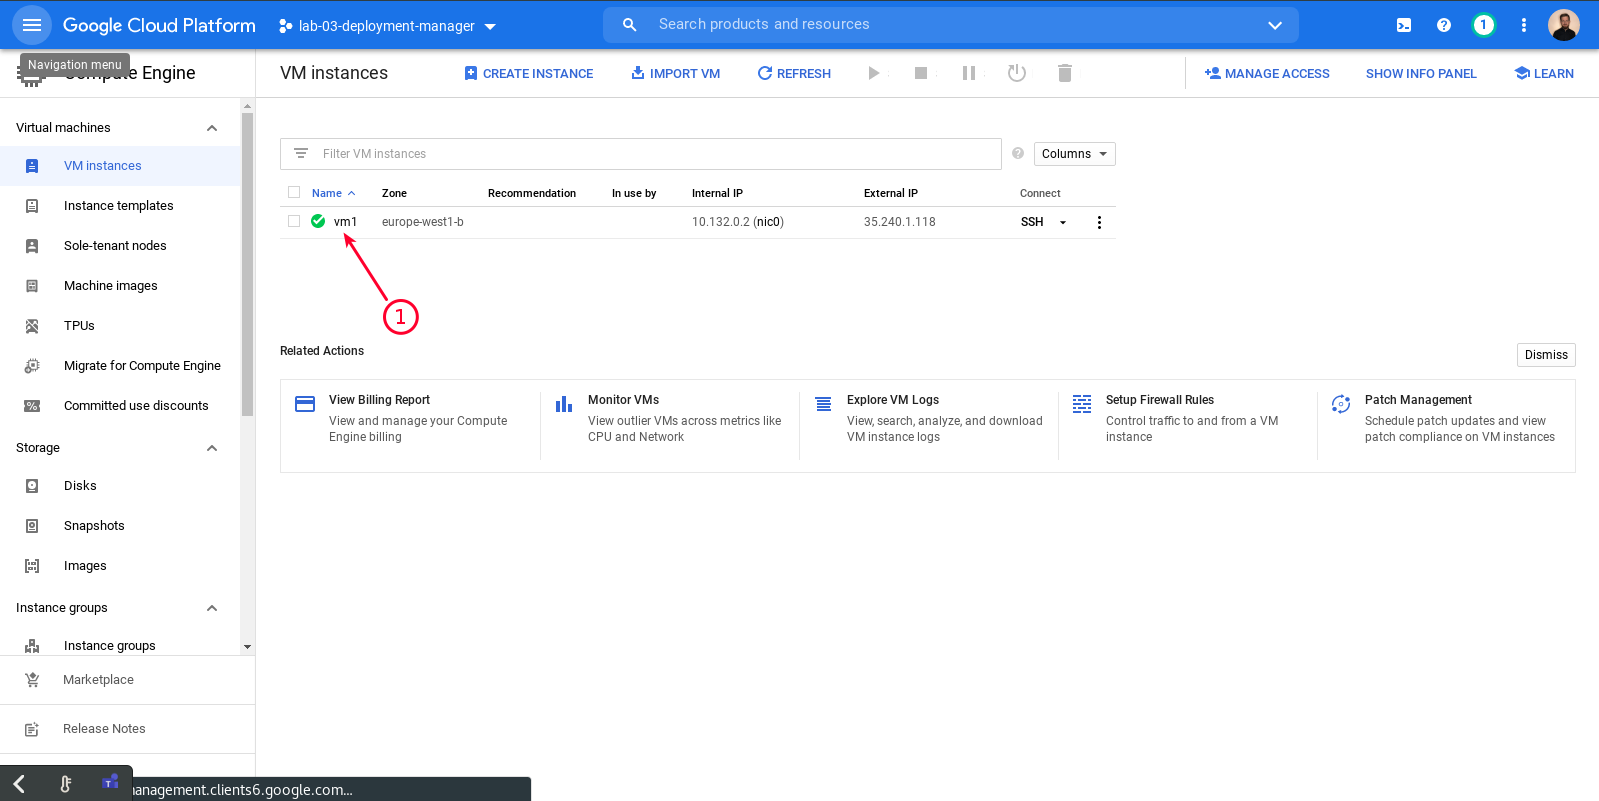 Google Cloud Platform
lab-03-deployment-manager
Search products and resources
1
Navigation menu
Compute Engine
VM instances
CREATE INSTANCE
IMPORT VM
REFRESH
MANAGE ACCESS
SHOW INFO PANEL
LEARN
Virtual machines
VM instances
Instance templates
Sole-tenant nodes
Machine images
TPUs
Migrate for Compute Engine
Committed use discounts
Storage
Disks
Snapshots
Images
Instance groups
Instance groups
Marketplace
Release Notes
Filter VM instances
Columns
Name Zone Recommendation In use by Internal IP External IP Connect
vm1 europe-west1-b 10.132.0.2 (nic0) 35.240.1.118 SSH
1
Related Actions
Dismiss
View Billing Report
View and manage your Compute
Engine billing
Monitor VMs
View outlier VMs across metrics like
CPU and Network
Explore VM Logs
View, search, analyze, and download
VM instance logs
Setup Firewall Rules
Control traffic to and from a VM
instance
Patch Management
Schedule patch updates and view
patch compliance on VM instances
T
management.clients6.google.com...